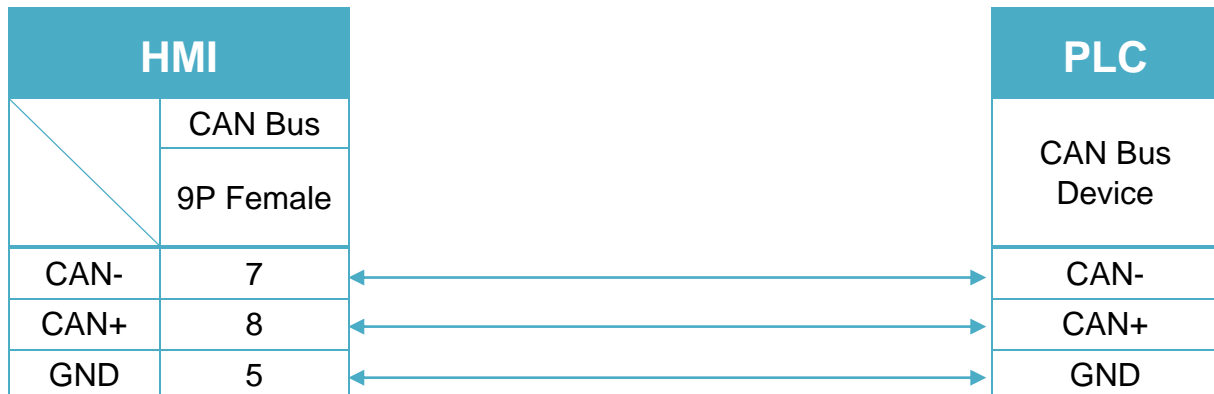 HMI
PLC
CAN Bus
9P Female
CAN Bus
Device
CAN- 7 CAN-
CAN+ 8 CAN+
GND 5 GND